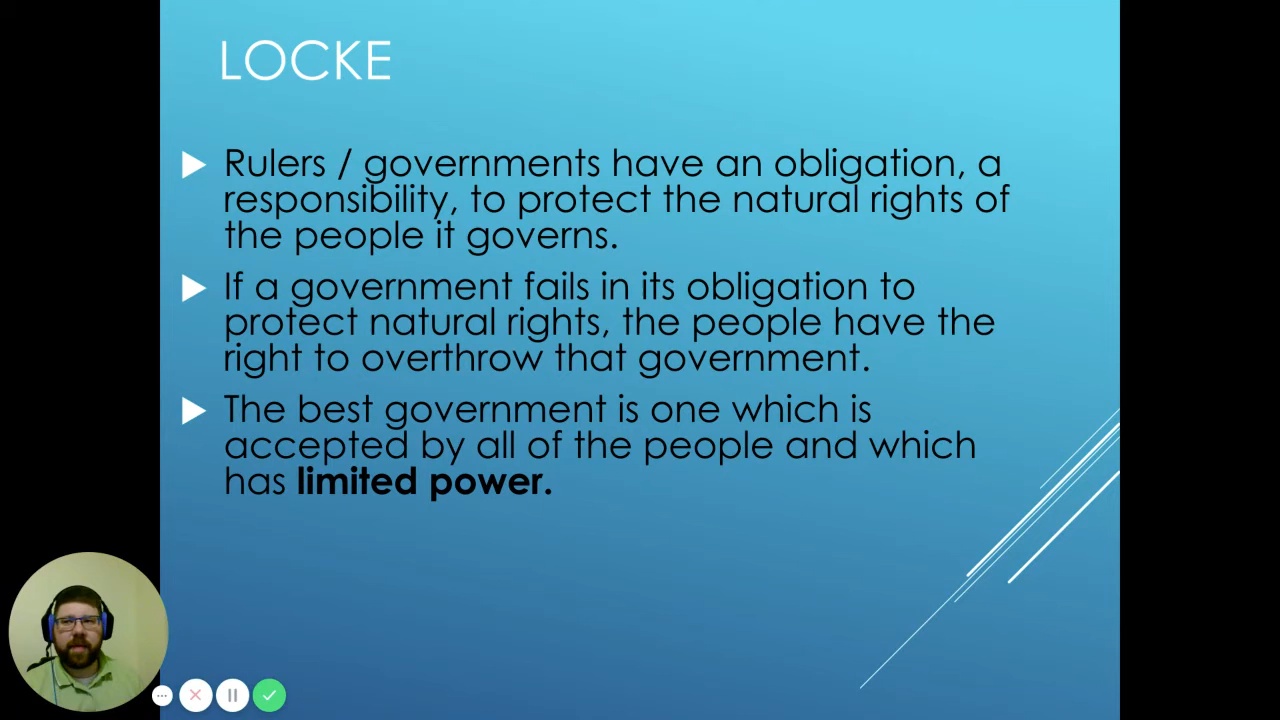 LOCKE
Rulers / governments have an obligation, a
responsibility, to protect the natural rights of
the people it governs.
If a government fails in its obligation to
protect natural rights, the people have the
right to overthrow that government.
The best government is one which is
accepted by all of the people and which
has limited power.